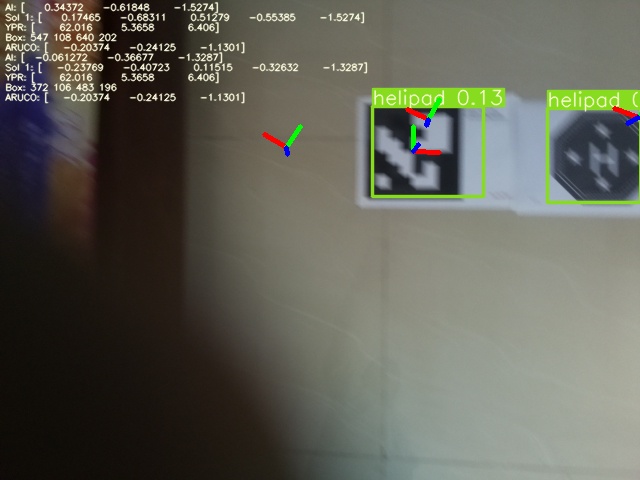 AI: [ 0.34372 -0.61848 -1.5274]
Sol 1: [ 0.17465 -0.68311 0.51279 -0.55385 -1.5274]
YPR: [ 62.016 5.3658 6.406]
Box: 547 108 640 202
ARUCO: [ -0.20374 -0.24125 -1.1301]
AI: [ -0.061272 -0.36677 -1.3287]
Sol 1: [ -0.23769 -0.40723 0.11515 -0.32632 -1.3287]
YPR: [ 62.016 5.3658 6.406]
Box: 372 106 483 196
ARUCO: [ -0.20374 -0.24125 -1.1301]
helipad 0.13
helipad
H